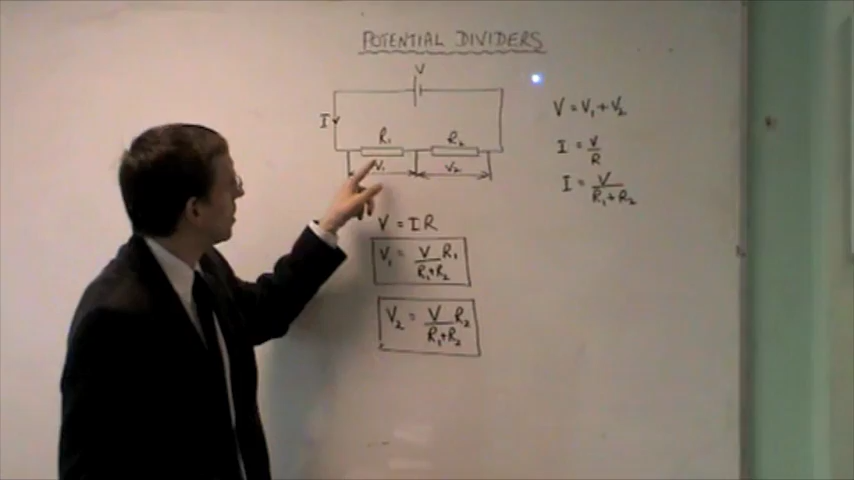 POTENTIAL DIVIDERS
V
I
R₁
R₂
V₁
V₂
V = V₁ + V₂
I = V/R
I = V/(R₁+R₂)
V = IR
V₁ = V/(R₁+R₂) R₁
V₂ = V/(R₁+R₂) R₂